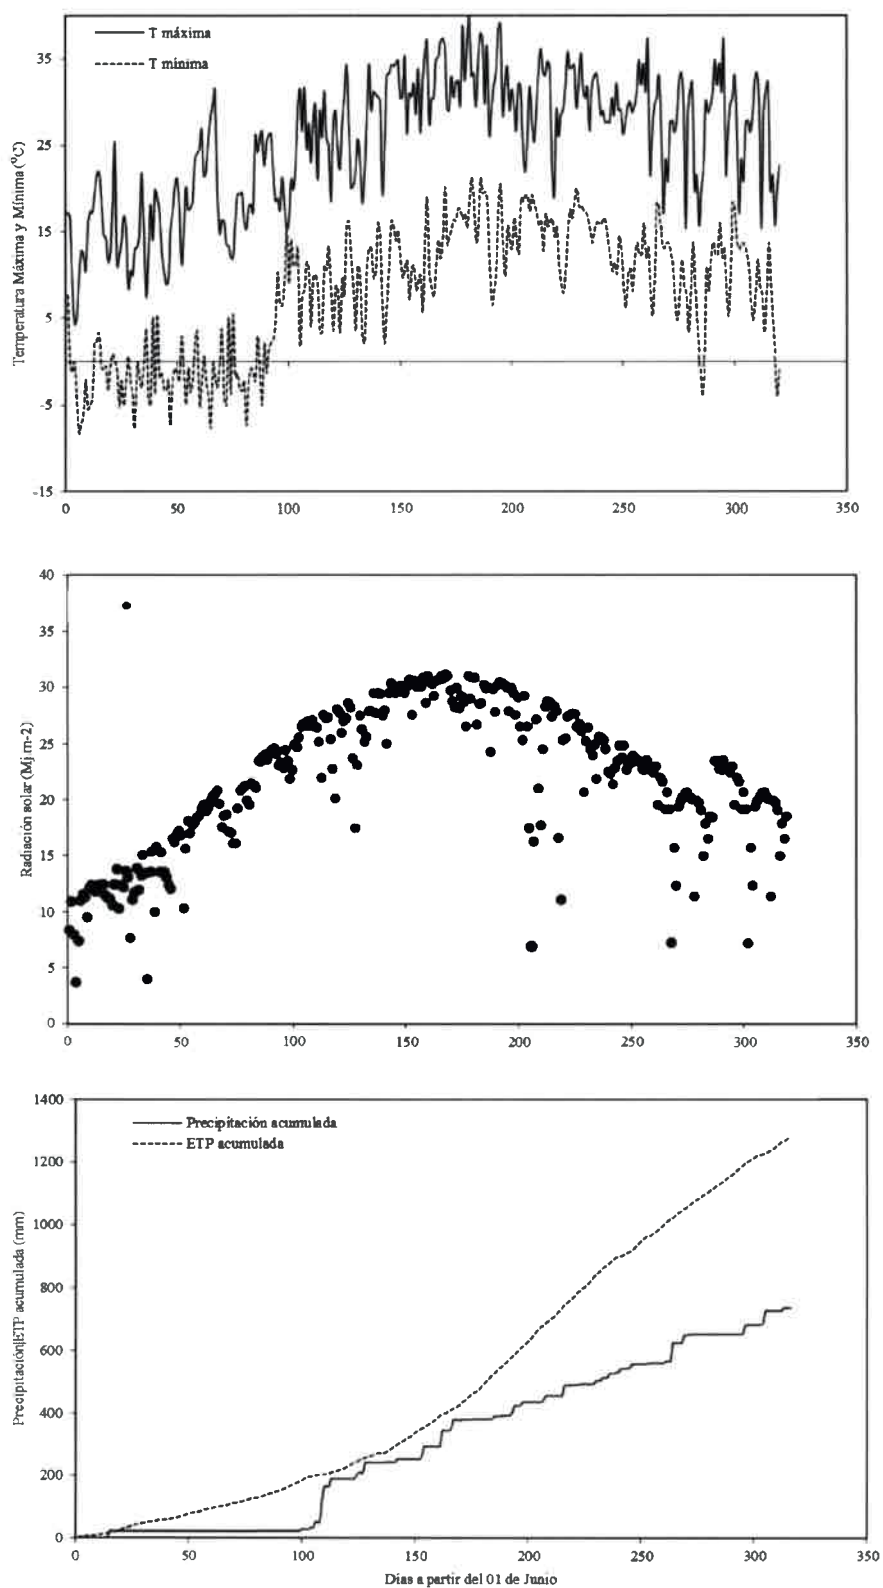 T máxima
T mínima
Temperatura Máxima y Mínima (°C)
35
25
15
5
-5
-15
0 50 100 150 200 250 300 350
Radiación solar (Mj m-2)
40
35
30
25
20
15
10
5
0
0 50 100 150 200 250 300 350
Precipitación acumulada
ETP acumulada
Precipitación|ETP acumulada (mm)
1400
1200
1000
800
600
400
200
0
0 50 100 150 200 250 300 350
Dias a partir del 01 de Junio